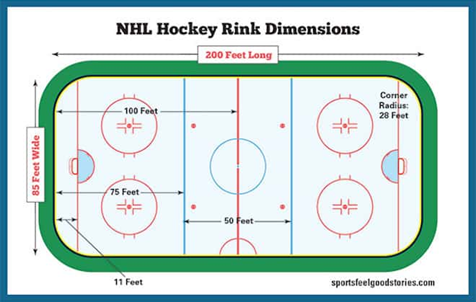 NHL Hockey Rink Dimensions
200 Feet Long
Corner
Radius:
28 Feet
100 Feet
85 Feet Wide
75 Feet
50 Feet
11 Feet
sportsfeelgoodstories.com